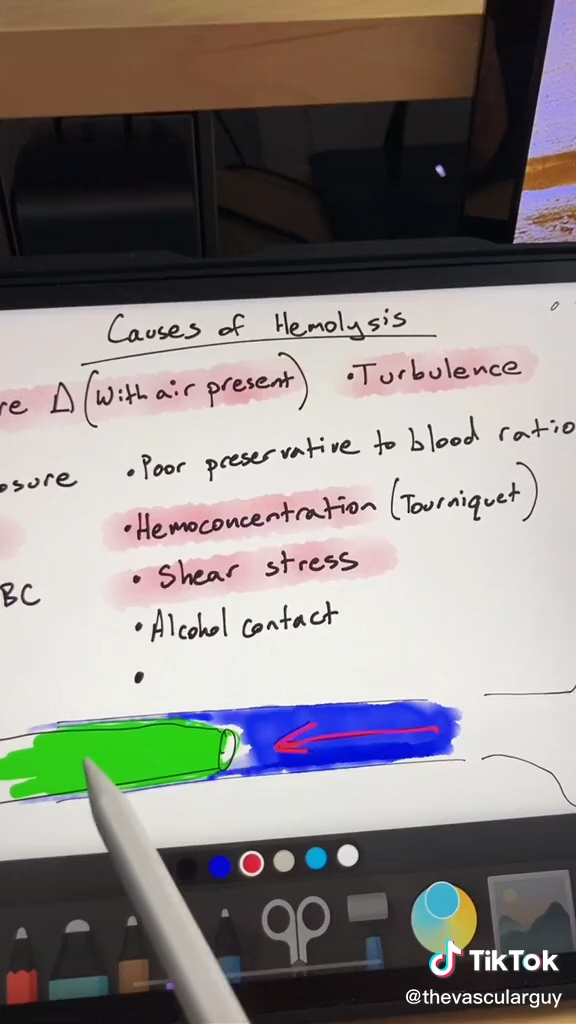 Causes of Hemolysis
re Δ (With air present)
• Turbulence
osure
• Poor preservative to blood ratio
• Hemoconcentration (Tourniquet)
• Shear stress
BC
• Alcohol contact
•
TikTok
@thevascularguy